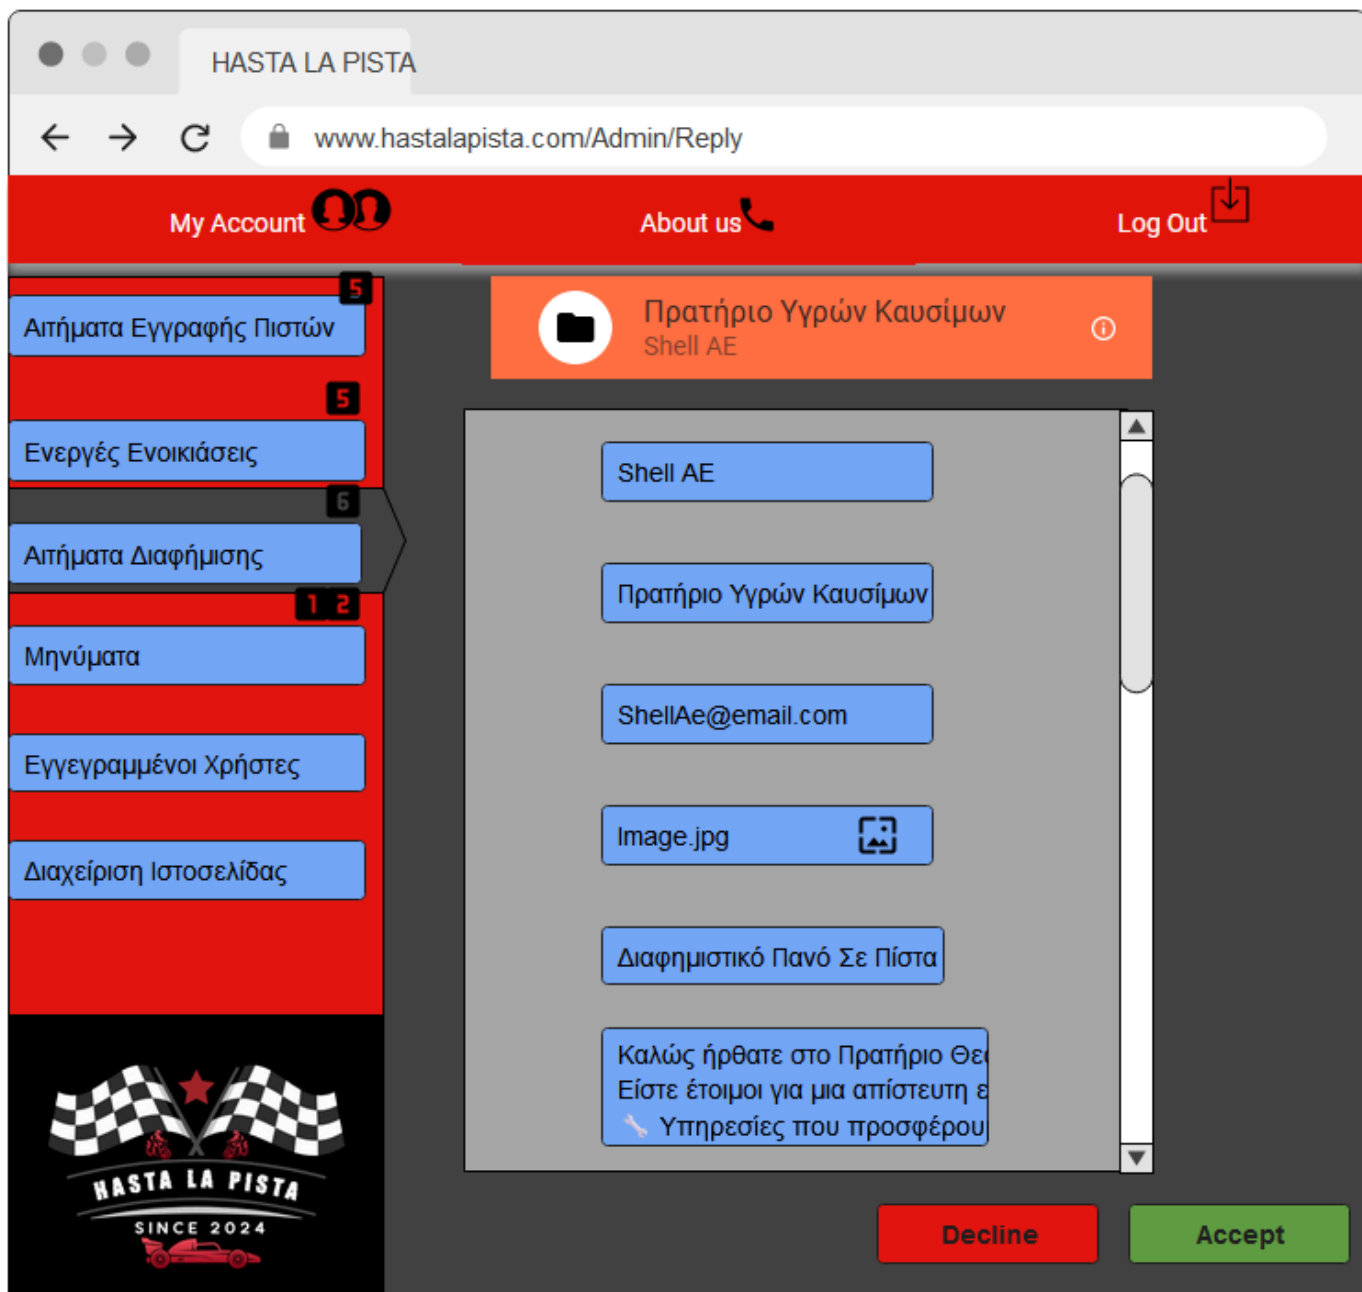 HASTA LA PISTA
www.hastalapista.com/Admin/Reply
My Account
About us
Log Out
5
Αιτήματα Εγγραφής Πιστών
5
Ενεργές Ενοικιάσεις
6
Αιτήματα Διαφήμισης
1 2
Μηνύματα
Εγγεγραμμένοι Χρήστες
Διαχείριση Ιστοσελίδας
HASTA LA PISTA
SINCE 2024
Πρατήριο Υγρών Καυσίμων
Shell AE
Shell AE
Πρατήριο Υγρών Καυσίμων
ShellAe@email.com
Image.jpg
Διαφημιστικό Πανό Σε Πίστα
Καλώς ήρθατε στο Πρατήριο
Είστε έτοιμοι για μια απίστευτη
🔧 Υπηρεσίες που
Decline
Accept